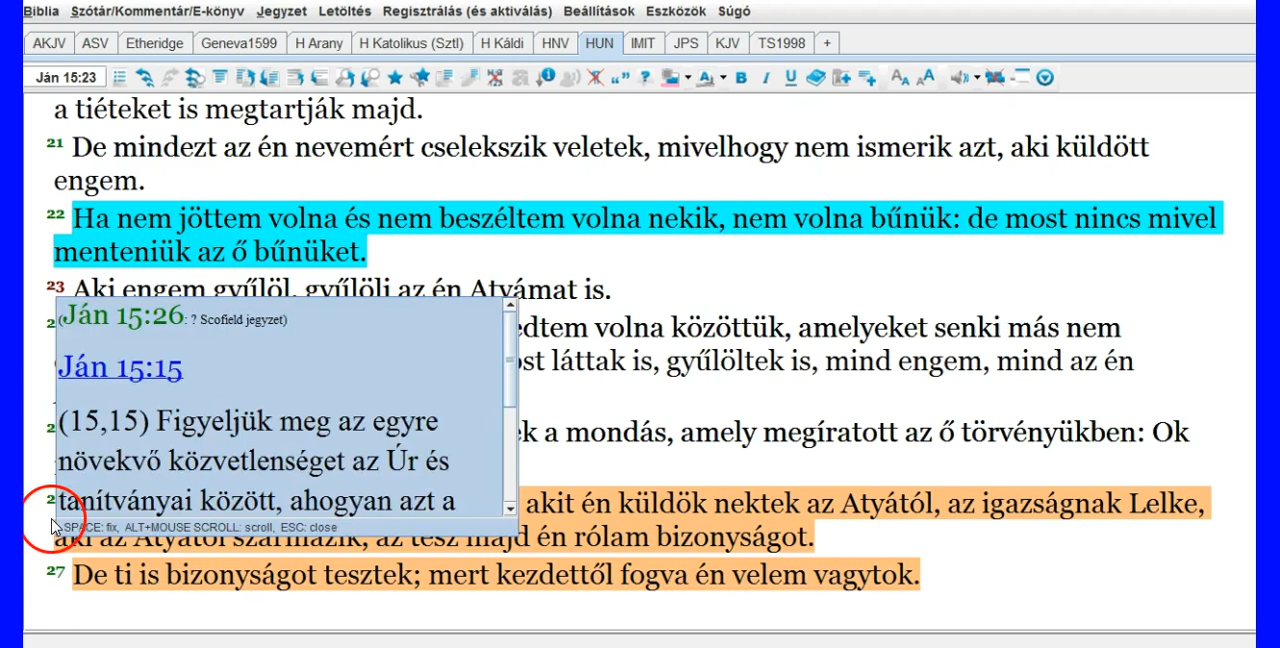 Biblia Szótár/Kommentár/E-könyv Jegyzet Letöltés Regisztrálás (és aktiválás) Beállítások Eszközök Súgó
AKJV ASV Etheridge Geneva1599 H Arany H Katolikus (Sztl) H Káldi HNV HUN IMIT JPS KJV TS1998 +
Ján 15:23
a tiéteket is megtartják majd.
21 De mindezt az én nevemért cselekszik veletek, mivelhogy nem ismerik azt, aki küldött
engem.
22 Ha nem jöttem volna és nem beszéltem volna nekik, nem volna bűnük: de most nincs mivel
menteniük az ő bűnüket.
23 Aki engem gyűlöl, gyűlöli az én Atyámat is.
(Ján 15:26: ? Scofield jegyzet)
edtem volna közöttük, amelyeket senki más nem
Ján 15:15
ost láttak is, gyűlöltek is, mind engem, mind az én
(15,15) Figyeljük meg az egyre
ek a mondás, amely megíratott az ő törvényükben: Ok
növekvő közvetlenséget az Úr és
tanítványai között, ahogyan azt a
akit én küldök nektek az Atyától, az igazságnak Lelke,
SPACE: fix, ALT+MOUSE SCROLL: scroll, ESC: close
aki az Atyától származik, az tesz majd én rólam bizonyságot.
27 De ti is bizonyságot tesztek; mert kezdettől fogva én velem vagytok.